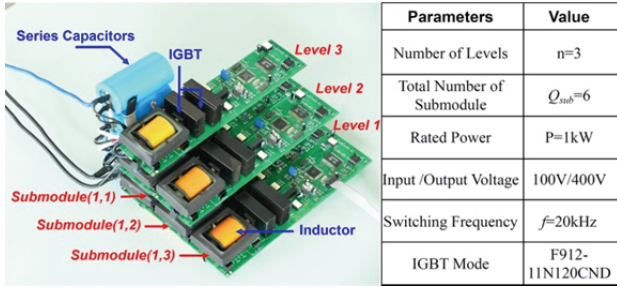 Series Capacitors
IGBT
Level 3
Level 2
Level 1
Submodule(1,1)
Submodule(1,2)
Submodule(1,3)
Inductor
Parameters Value
Number of Levels n=3
Total Number of
Submodule Qsub=6
Rated Power P=1kW
Input /Output Voltage 100V/400V
Switching Frequency f=20kHz
IGBT Mode F912-
11N120CND